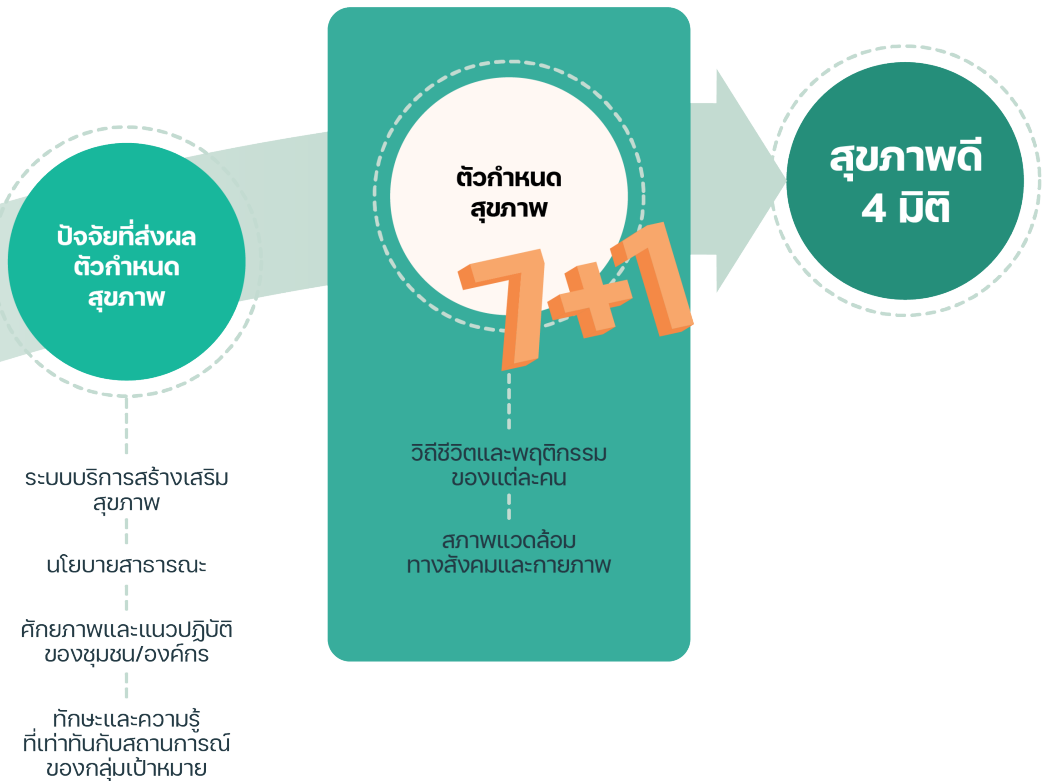 ปัจจัยที่ส่งผล
ตัวกำหนด
สุขภาพ
ระบบบริการสร้างเสริม
สุขภาพ
นโยบายสาธารณะ
ศักยภาพและแนวปฏิบัติ
ของชุมชน/องค์กร
ทักษะและความรู้
ที่เท่าทันกับสถานการณ์
ของกลุ่มเป้าหมาย
ตัวกำหนด
สุขภาพ
7+1
วิถีชีวิตและพฤติกรรม
ของแต่ละคน
สภาพแวดล้อม
ทางสังคมและกายภาพ
สุขภาพดี
4 มิติ